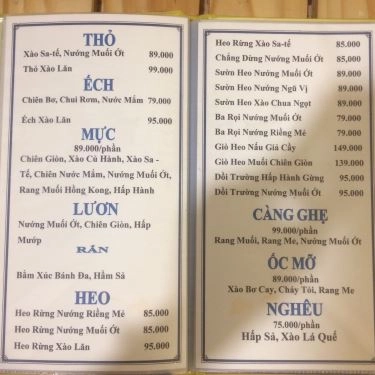 THỎ
Xào Sa-tế, Nướng Muối Ớt 89.000
Thỏ Xào Lăn 99.000
ẾCH
Chiên Bơ, Chui Rơm, Nước Mắm 79.000
Ếch Xào Lăn 95.000
MỰC
89.000/phần
Chiên Giòn, Xào Củ Hành, Xào Sa -
Tế, Chiên Nước Mắm, Nướng Muối Ớt,
Rang Muối Hồng Kong, Hấp Hành
LƯƠN
Nướng Muối Ớt, Chiên Giòn, Hấp
Mướp
RẮN
Bằm Xúc Bánh Đa, Hầm Sả
HEO
Heo Rừng Nướng Riềng Mẻ 85.000
Heo Rừng Nướng Muối Ớt 85.000
Heo Rừng Xào Lăn 95.000
Heo Rừng Xào Sa-tế 85.000
Chẳng Dừng Nướng Muối Ớt 85.000
Sườn Heo Nướng Muối Ớt 89.000
Sườn Heo Nướng Ngũ Vị 89.000
Sườn Heo Xào Chua Ngọt 89.000
Ba Rọi Nướng Muối Ớt 79.000
Ba Rọi Nướng Riềng Mẻ 79.000
Giò Heo Nấu Giả Cầy 149.000
Giò Heo Muối Chiên Giòn 139.000
Dồi Trường Hấp Hành Gừng 95.000
Dồi Trường Nướng Muối Ớt 95.000
CÀNG GHẸ
99.000/phần
Rang Muối, Rang Me, Nướng Muối Ớt
ỐC MỠ
89.000/phần
Xào Bơ Cay, Cháy Tỏi, Rang Me
NGHÊU
75.000/phần
Hấp Sả, Xào Lá Quế